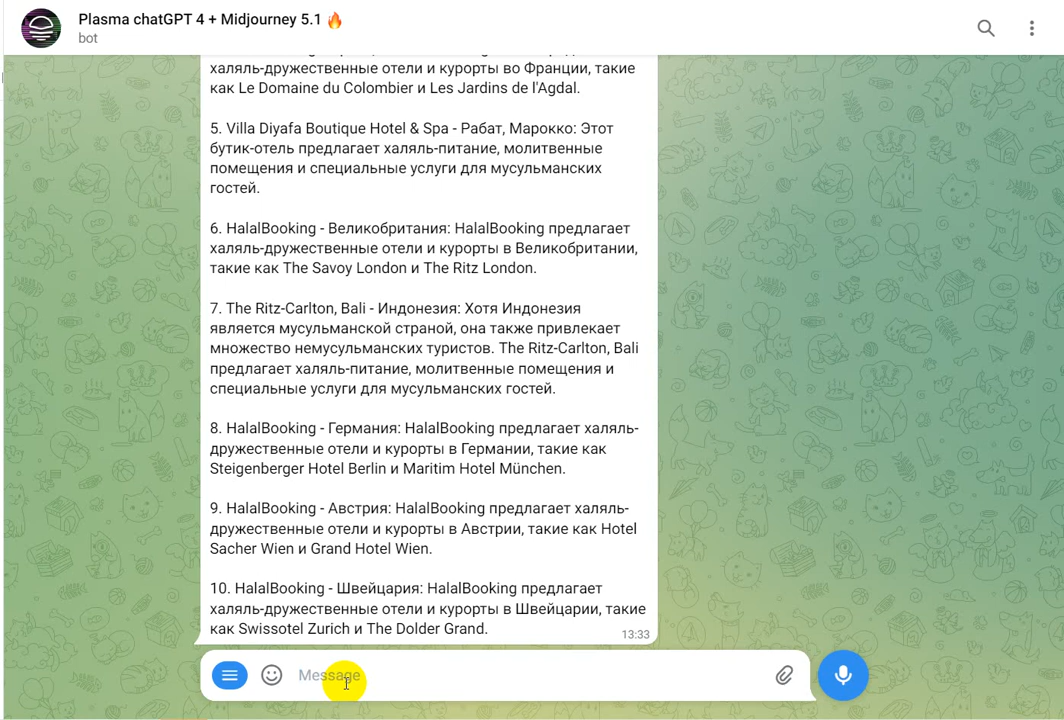 Plasma chatGPT 4 + Midjourney 5.1 🔥
bot
халяль-дружественные отели и курорты во Франции, такие
как Le Domaine du Colombier и Les Jardins de l'Agdal.
5. Villa Diyafa Boutique Hotel & Spa - Рабат, Марокко: Этот
бутик-отель предлагает халяль-питание, молитвенные
помещения и специальные услуги для мусульманских
гостей.
6. HalalBooking - Великобритания: HalalBooking предлагает
халяль-дружественные отели и курорты в Великобритании,
такие как The Savoy London и The Ritz London.
7. The Ritz-Carlton, Bali - Индонезия: Хотя Индонезия
является мусульманской страной, она также привлекает
множество немусульманских туристов. The Ritz-Carlton, Bali
предлагает халяль-питание, молитвенные помещения и
специальные услуги для мусульманских гостей.
8. HalalBooking - Германия: HalalBooking предлагает халяль-
дружественные отели и курорты в Германии, такие как
Steigenberger Hotel Berlin и Maritim Hotel München.
9. HalalBooking - Австрия: HalalBooking предлагает халяль-
дружественные отели и курорты в Австрии, такие как Hotel
Sacher Wien и Grand Hotel Wien.
10. HalalBooking - Швейцария: HalalBooking предлагает
халяль-дружественные отели и курорты в Швейцарии, такие
как Swissotel Zurich и The Dolder Grand.
13:33
Message